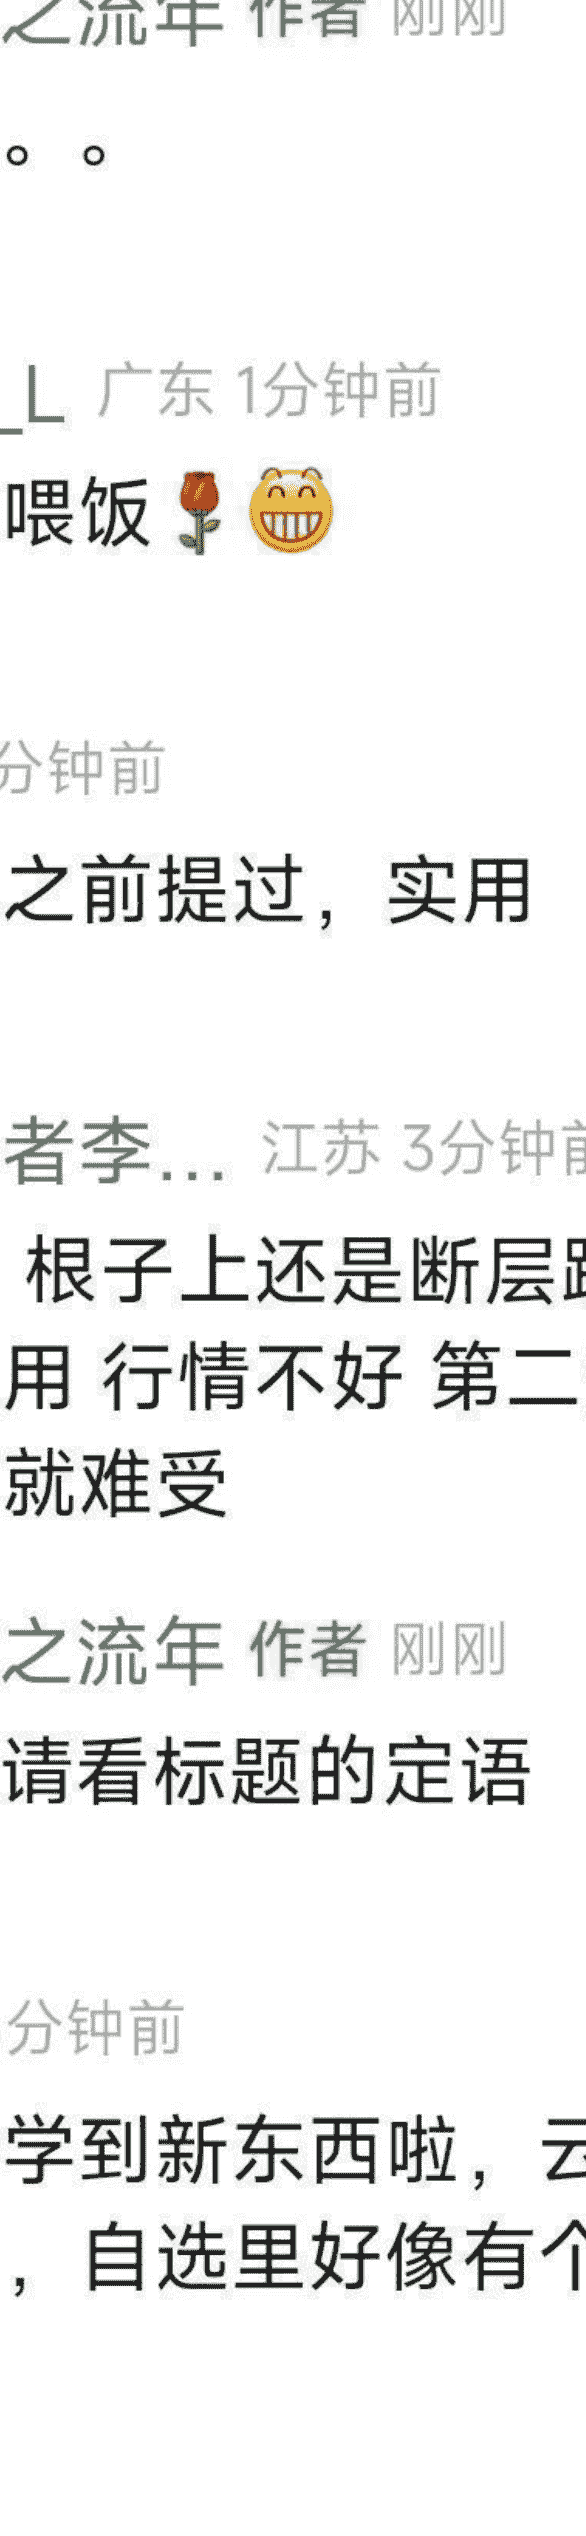 之流年 作者 刚刚
。。
_L 广东 1分钟前
喂饭🌹😁
分钟前
之前提过，实用
者李... 江苏 3分钟前
根子上还是断层
用 行情不好 第二
就难受
之流年 作者 刚刚
请看标题的定语
分钟前
学到新东西啦，云
，自选里好像有个